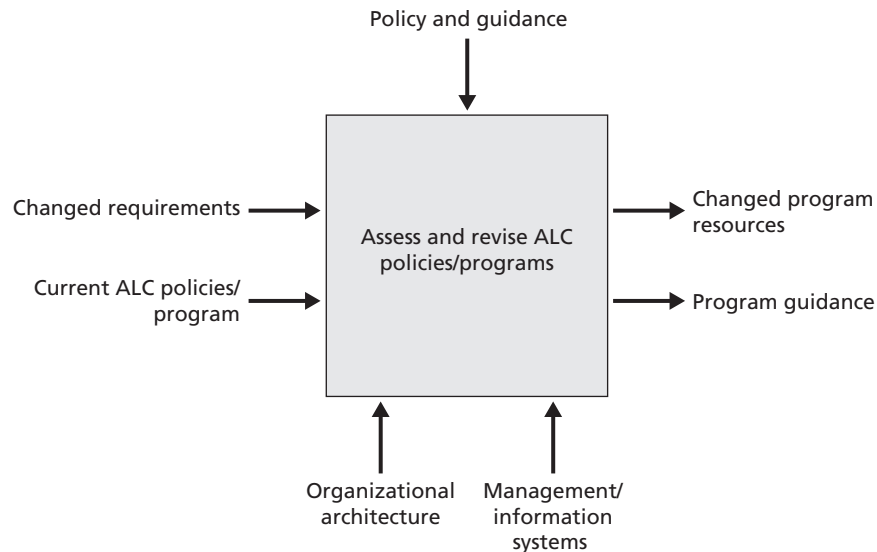 Policy and guidance
Changed requirements
Current ALC policies/
program
Assess and revise ALC
policies/programs
Changed program
resources
Program guidance
Organizational
architecture
Management/
information
systems